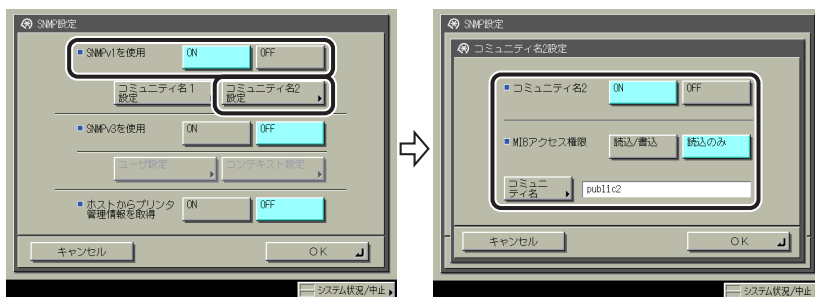 SNMP設定
SNMPv1を使用 ON OFF
コミュニティ名1
設定
コミュニティ名2
設定
SNMPv3を使用 ON OFF
ユーザ設定 コンテキスト設定
ホストからプリンタ
管理情報を取得
ON OFF
キャンセル OK
システム状況/中止
SNMP設定
コミュニティ名2設定
コミュニティ名2 ON OFF
MIBアクセス権限 読込/書込 読込のみ
コミュニ
ティ名
public2
キャンセル OK
システム状況/中止